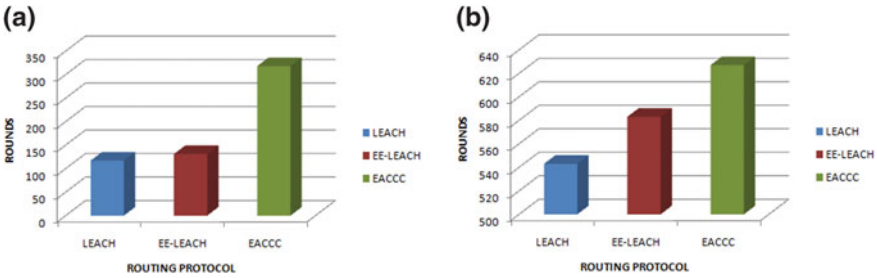 (a)
350
300
250
200
150
100
50
0
ROUNDS
LEACH EE-LEACH EACCC
ROUTING PROTOCOL
LEACH
EE-LEACH
EACCC
(b)
640
620
600
580
560
540
520
500
ROUNDS
LEACH EE-LEACH EACCC
ROUTING PROTOCOL
LEACH
EE-LEACH
EACCC